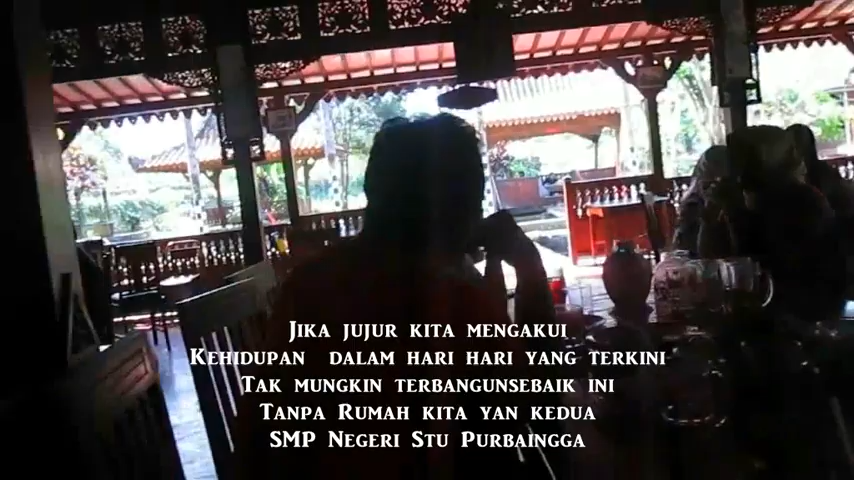 Jika jujur kita mengakui
Kehidupan dalam hari hari yang terkini
Tak mungkin terbangunsebaik ini
Tanpa Rumah kita yan kedua
SMP Negeri Stu Purbaingga